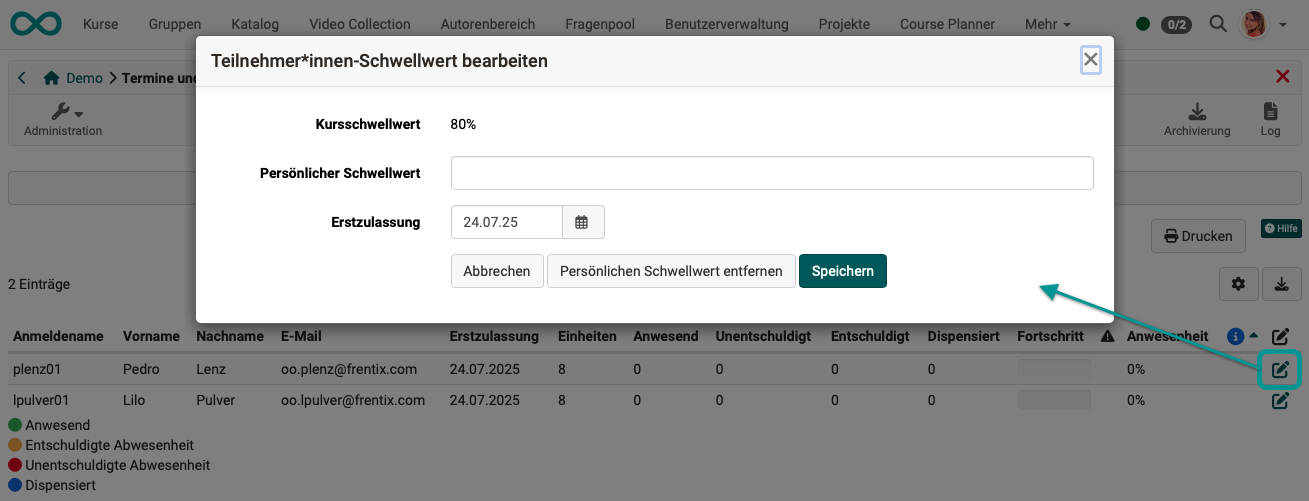 Kurse Gruppen Katalog Video Collection Autorenbereich Fragenpool Benutzerverwaltung Projekte Course Planner Mehr 0/2
Teilnehmer*innen-Schwellwert bearbeiten
Demo Termine und
Kursschwellwert 80%
Administration Archivierung Log
Persönlicher Schwellwert
Erstzulassung 24.07.25
Drucken Hilfe
Abbrechen Persönlichen Schwellwert entfernen Speichern
2 Einträge
Anmeldename Vorname Nachname E-Mail Erstzulassung Einheiten Anwesend Unentschuldigt Entschuldigt Dispensiert Fortschritt Anwesenheit
plenz01 Pedro Lenz oo.plenz@frentix.com 24.07.2025 8 0 0 0 0 0%
lpulver01 Lilo Pulver oo.lpulver@frentix.com 24.07.2025 8 0 0 0 0 0%
Anwesend
Entschuldigte Abwesenheit
Unentschuldigte Abwesenheit
Dispensiert